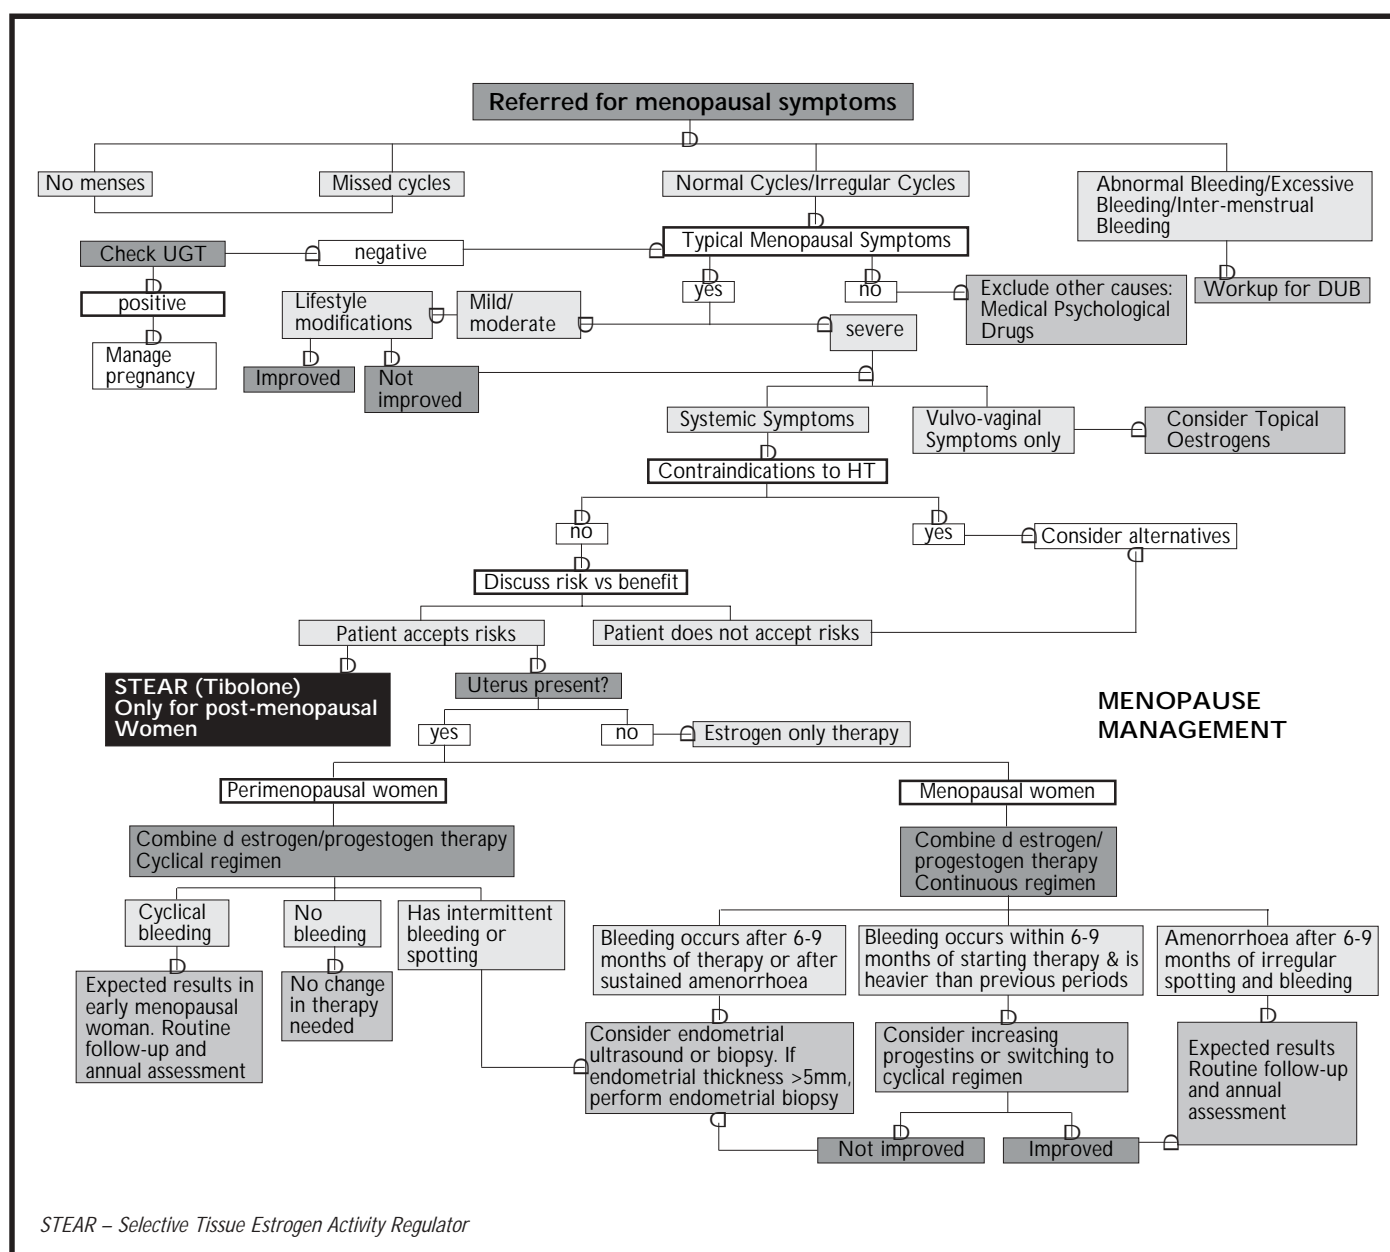 Referred for menopausal symptoms
No menses
Missed cycles
Normal Cycles/Irregular Cycles
Abnormal Bleeding/Excessive
Bleeding/Inter-menstrual
Bleeding
Check UGT
negative
Typical Menopausal Symptoms
positive
yes
no
Exclude other causes:
Medical Psychological
Drugs
Workup for DUB
Lifestyle
modifications
Mild/
moderate
severe
Manage
pregnancy
Improved
Not
improved
Systemic Symptoms
Vulvo-vaginal
Symptoms only
Consider Topical
Oestrogens
Contraindications to HT
no
yes
Consider alternatives
Discuss risk vs benefit
Patient accepts risks
Patient does not accept risks
STEAR (Tibolone)
Only for post-menopausal
Women
Uterus present?
MENOPAUSE
MANAGEMENT
yes
no
Estrogen only therapy
Perimenopausal women
Menopausal women
Combine d estrogen/progestogen therapy
Cyclical regimen
Combine d estrogen/
progestogen therapy
Continuous regimen
Cyclical
bleeding
No
bleeding
Has intermittent
bleeding or
spotting
Bleeding occurs after 6-9
months of therapy or after
sustained amenorrhoea
Bleeding occurs within 6-9
months of starting therapy & is
heavier than previous periods
Amenorrhoea after 6-9
months of irregular
spotting and bleeding
Expected results in
early menopausal
woman. Routine
follow-up and
annual assessment
No change
in therapy
needed
Consider endometrial
ultrasound or biopsy. If
endometrial thickness >5mm,
perform endometrial biopsy
Consider increasing
progestins or switching to
cyclical regimen
Expected results
Routine follow-up
and annual
assessment
Not improved
Improved
STEAR – Selective Tissue Estrogen Activity Regulator